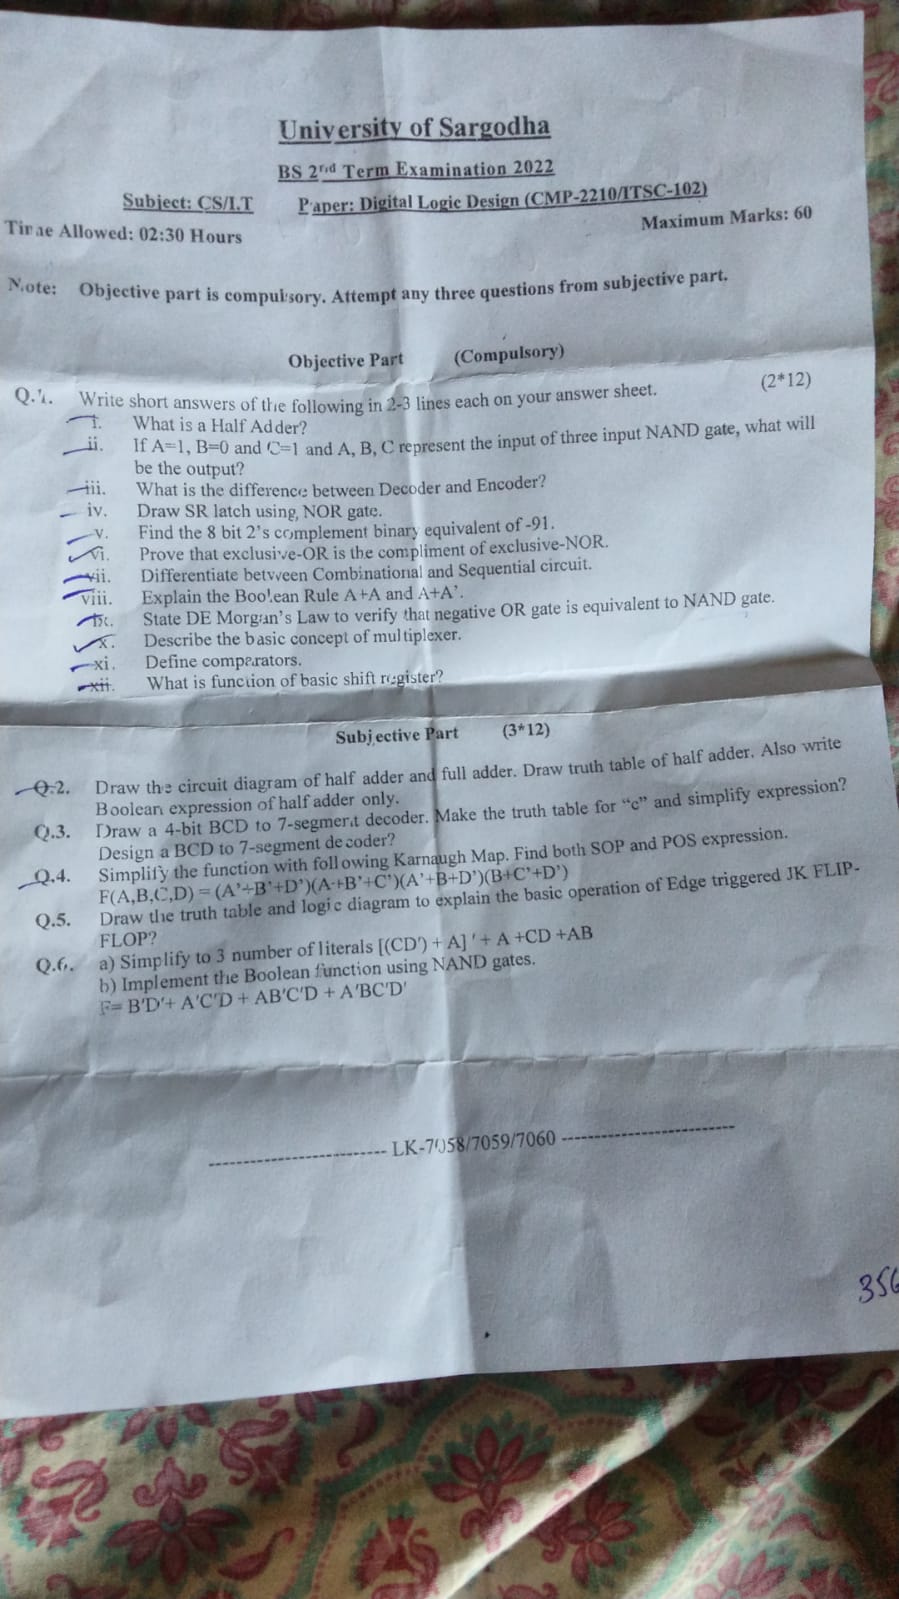 University of Sargodha
BS 2nd Term Examination 2022
Subject: CS/I.T Paper: Digital Logic Design (CMP-2210/ITSC-102)
Time Allowed: 02:30 Hours Maximum Marks: 60
Note: Objective part is compulsory. Attempt any three questions from subjective part.
Objective Part (Compulsory)
Q.1. Write short answers of the following in 2-3 lines each on your answer sheet. (2*12)
i. What is a Half Adder?
ii. If A=1, B=0 and C=1 and A, B, C represent the input of three input NAND gate, what will
be the output?
iii. What is the difference between Decoder and Encoder?
iv. Draw SR latch using, NOR gate.
v. Find the 8 bit 2's complement binary equivalent of -91.
vi. Prove that exclusive-OR is the compliment of exclusive-NOR.
vii. Differentiate between Combinational and Sequential circuit.
viii. Explain the Boolean Rule A+A and A+A'.
ix. State DE Morgan's Law to verify that negative OR gate is equivalent to NAND gate.
x. Describe the basic concept of multiplexer.
xi. Define comparators.
xii. What is function of basic shift register?
Subjective Part (3*12)
Q.2. Draw the circuit diagram of half adder and full adder. Draw truth table of half adder. Also write
Boolean expression of half adder only.
Q.3. Draw a 4-bit BCD to 7-segment decoder. Make the truth table for "c" and simplify expression?
Design a BCD to 7-segment decoder?
Q.4. Simplify the function with following Karnaugh Map. Find both SOP and POS expression.
F(A,B,C,D) = (A'+B'+D')(A+B'+C')(A'+B+D')(B+C'+D')
Q.5. Draw the truth table and logic diagram to explain the basic operation of Edge triggered JK FLIP-
FLOP?
Q.6. a) Simplify to 3 number of literals [(CD') + A] ' + A +CD +AB
b) Implement the Boolean function using NAND gates.
F= B'D'+ A'C'D + AB'C'D + A'BC'D'
-------------------------- LK-7058/7059/7060 --------------------------
356